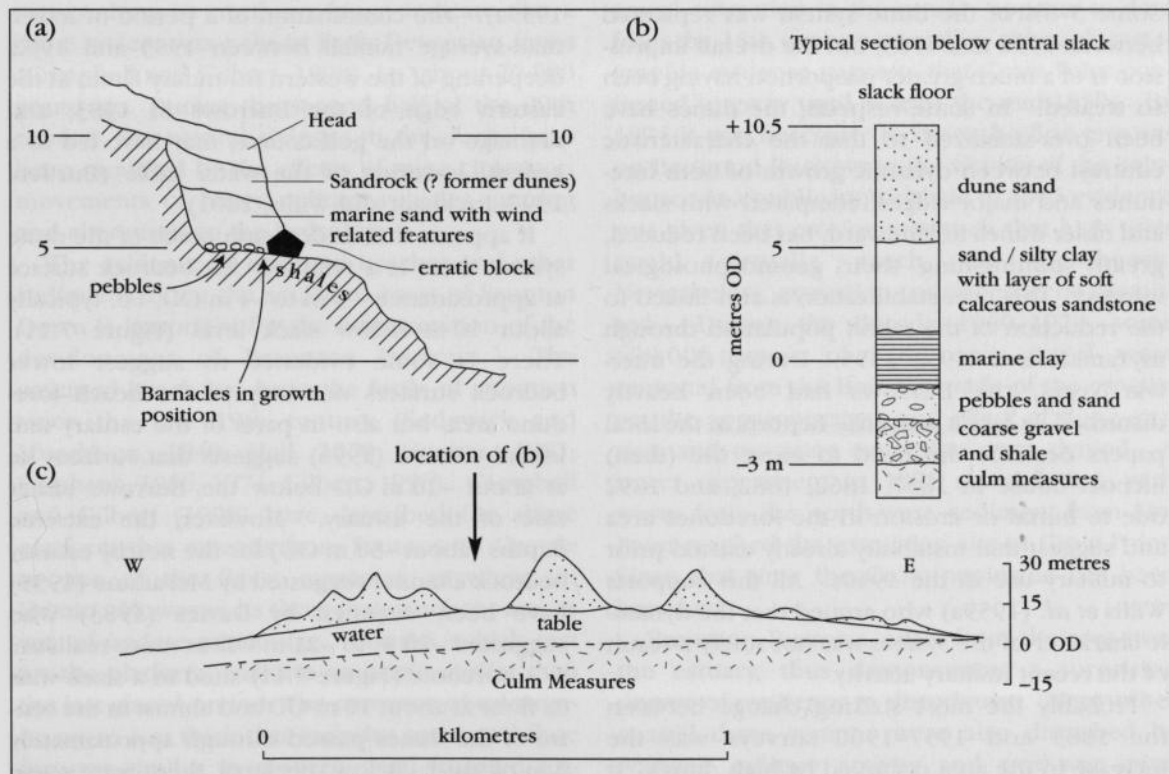 (a)
Head
10
10
Sandrock (? former dunes)
marine sand with wind
related features
5
erratic block
shales
pebbles
Barnacles in growth
position
(b)
Typical section below central slack
slack floor
+10.5
dune sand
5
sand / silty clay
with layer of soft
calcareous sandstone
metres OD
0
marine clay
pebbles and sand
coarse gravel
and shale
–3 m
culm measures
(c)
location of (b)
W
E
30 metres
15
0 OD
–15
water table
Culm Measures
0 kilometres 1